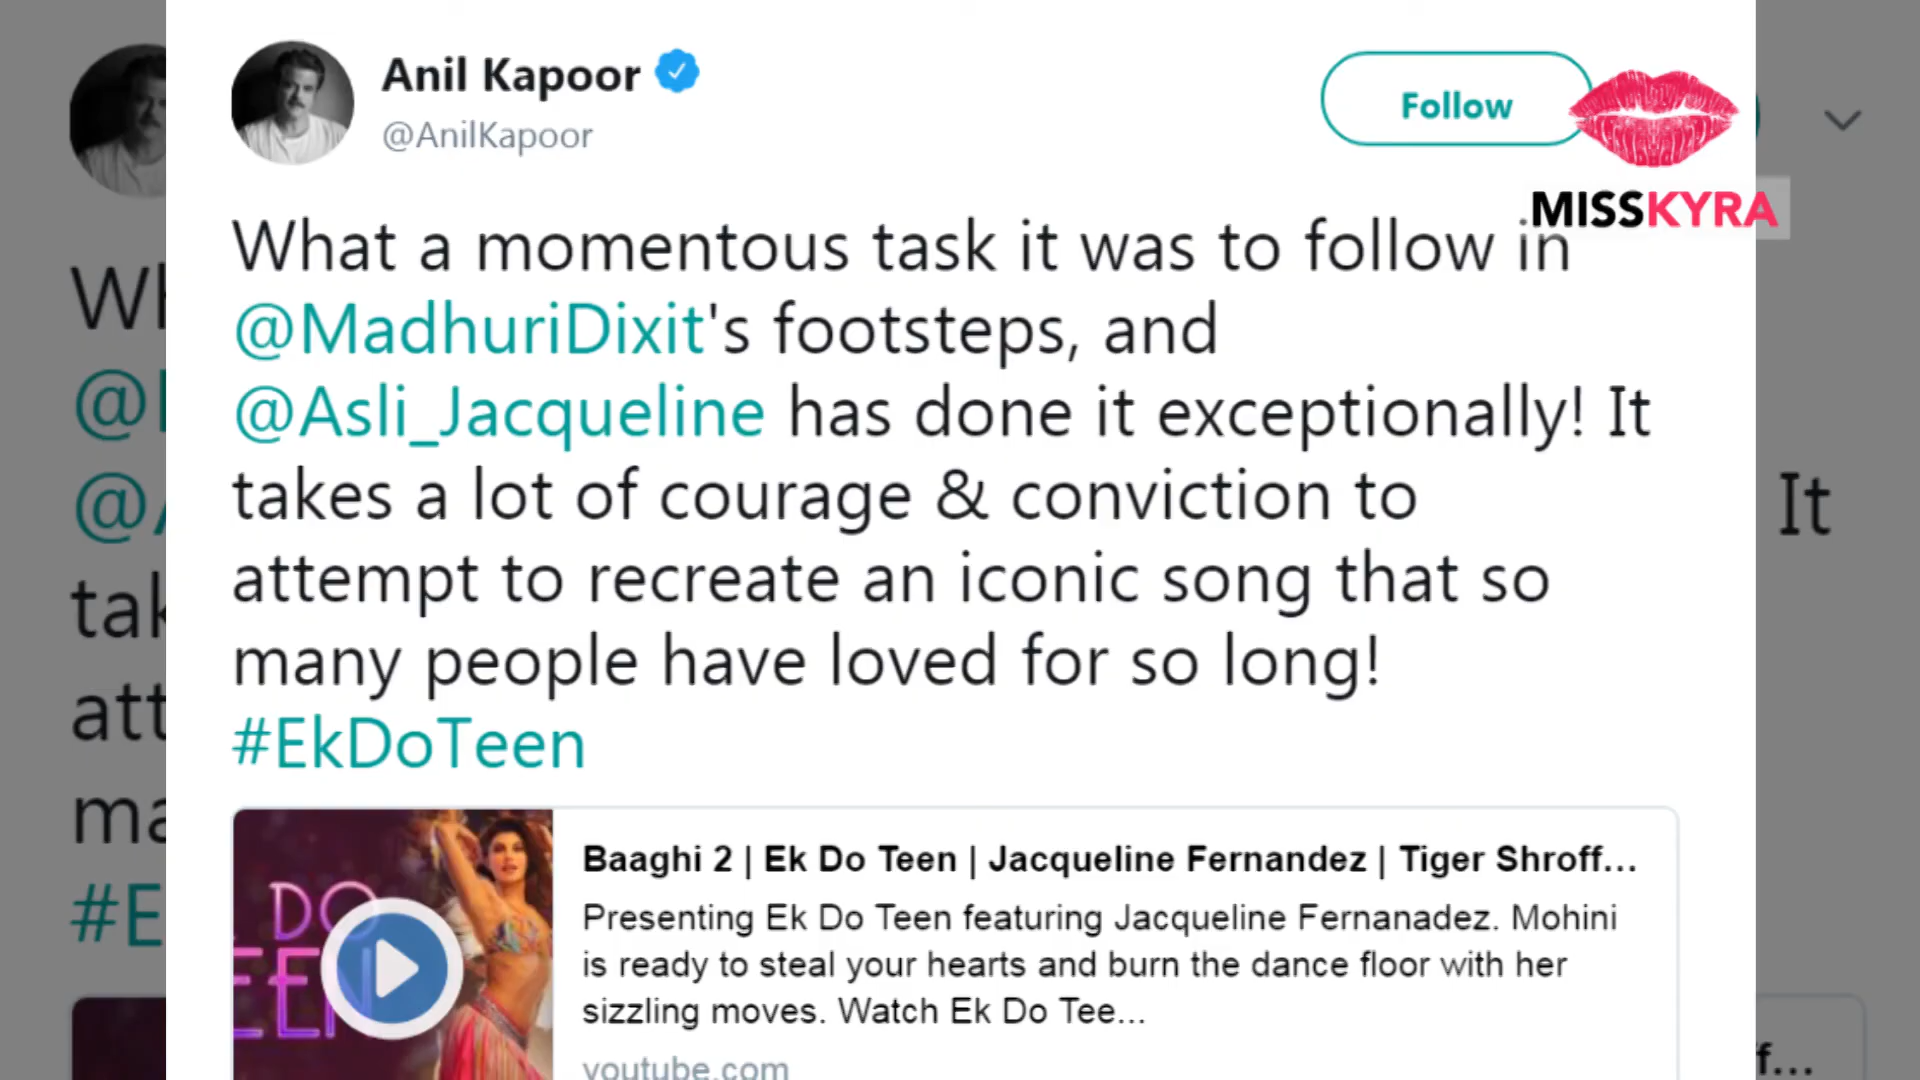 Anil Kapoor
@AnilKapoor
Follow
MISSKYRA
What a momentous task it was to follow in
@MadhuriDixit's footsteps, and
@Asli_Jacqueline has done it exceptionally! It
takes a lot of courage & conviction to
attempt to recreate an iconic song that so
many people have loved for so long!
#EkDoTeen
DO
Baaghi 2 | Ek Do Teen | Jacqueline Fernandez | Tiger Shroff...
Presenting Ek Do Teen featuring Jacqueline Fernanadez. Mohini
is ready to steal your hearts and burn the dance floor with her
sizzling moves. Watch Ek Do Tee...
youtube.com